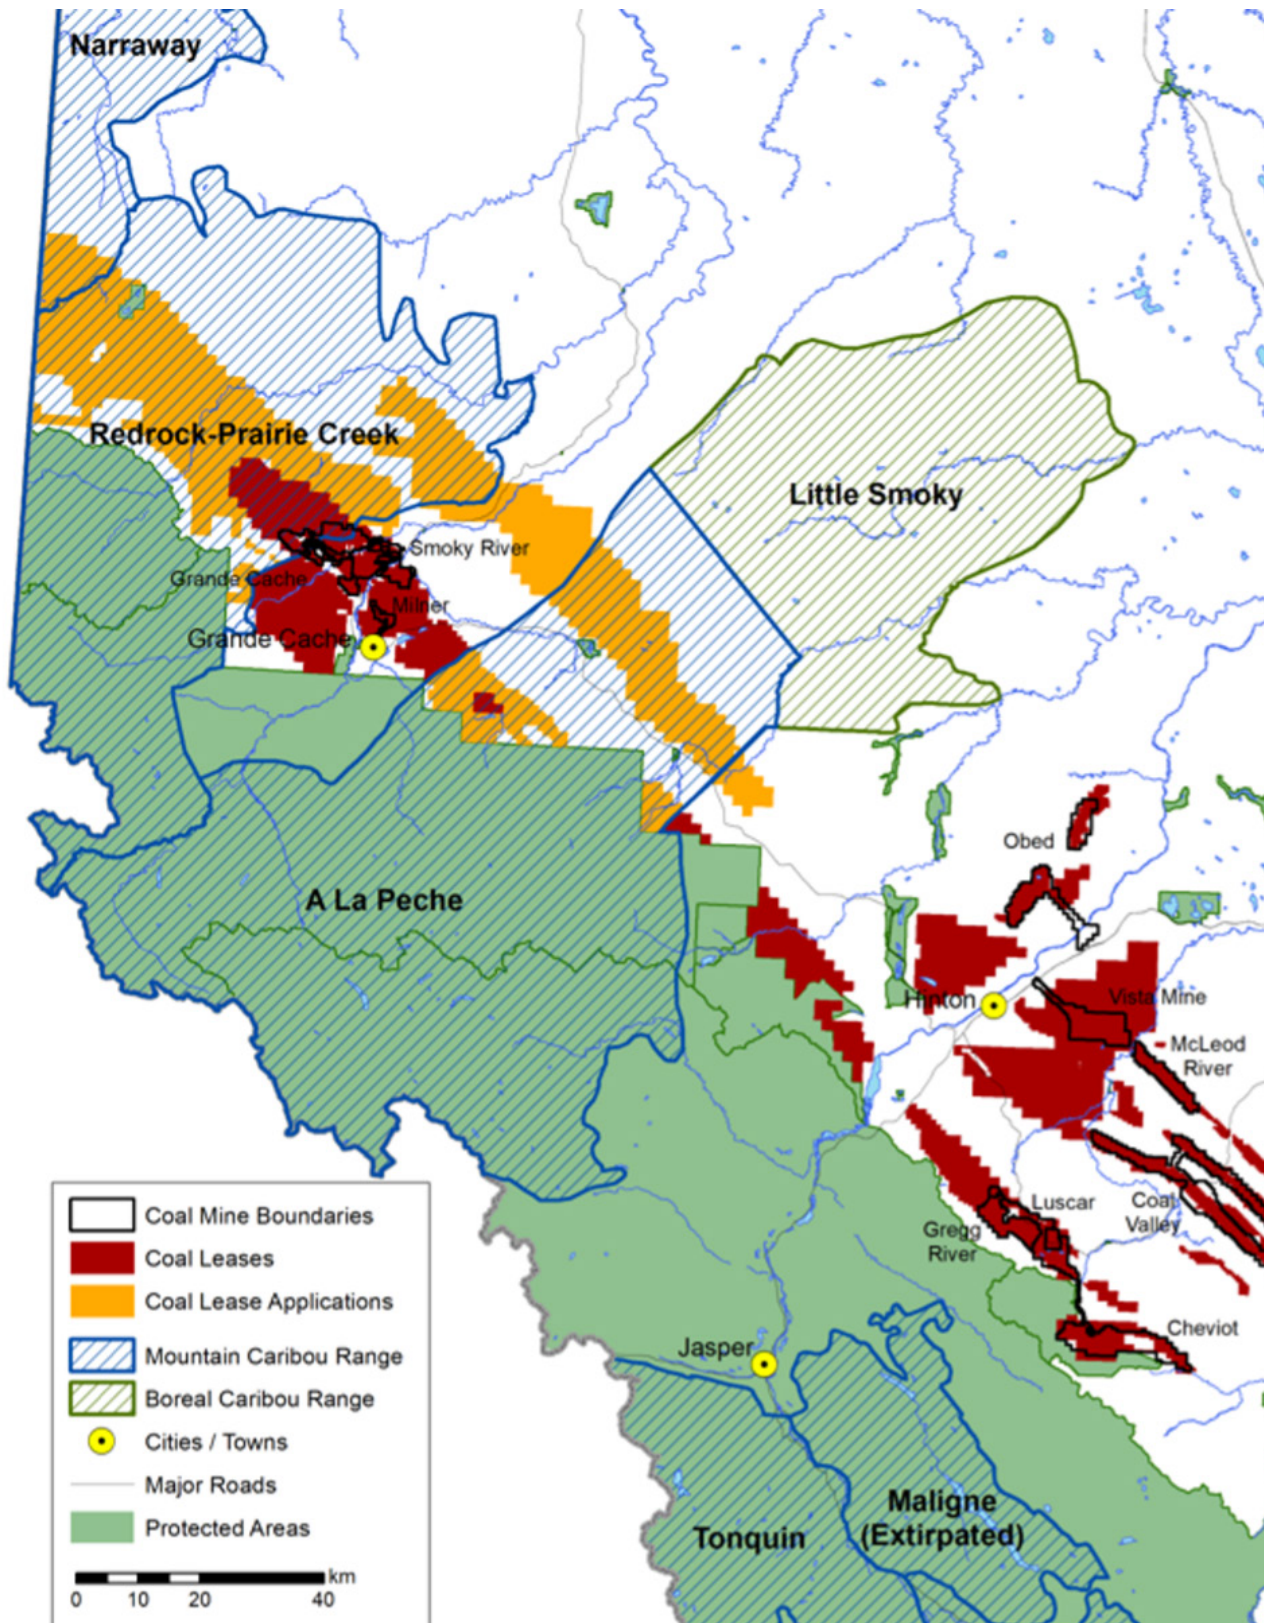 Narraway
Redrock-Prairie Creek
Little Smoky
Smoky River
Grande Cache
Milner
Grande Cache
Obed
A La Peche
Hinton
Vista Mine
McLeod
River
Luscar
Coal
Valley
Gregg
River
Cheviot
Jasper
Maligne
(Extirpated)
Tonquin
Coal Mine Boundaries
Coal Leases
Coal Lease Applications
Mountain Caribou Range
Boreal Caribou Range
Cities / Towns
Major Roads
Protected Areas
km
0 10 20 40